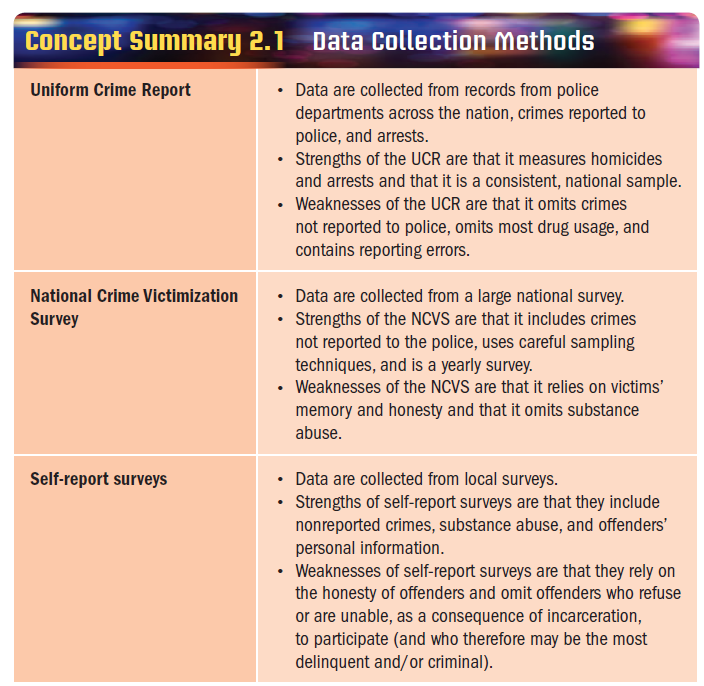 Concept Summary 2.1 Data Collection Methods
Uniform Crime Report
• Data are collected from records from police
departments across the nation, crimes reported to
police, and arrests.
• Strengths of the UCR are that it measures homicides
and arrests and that it is a consistent, national sample.
• Weaknesses of the UCR are that it omits crimes
not reported to police, omits most drug usage, and
contains reporting errors.
National Crime Victimization
Survey
• Data are collected from a large national survey.
• Strengths of the NCVS are that it includes crimes
not reported to the police, uses careful sampling
techniques, and is a yearly survey.
• Weaknesses of the NCVS are that it relies on victims’
memory and honesty and that it omits substance
abuse.
Self-report surveys
• Data are collected from local surveys.
• Strengths of self-report surveys are that they include
nonreported crimes, substance abuse, and offenders’
personal information.
• Weaknesses of self-report surveys are that they rely on
the honesty of offenders and omit offenders who refuse
or are unable, as a consequence of incarceration,
to participate (and who therefore may be the most
delinquent and/or criminal).